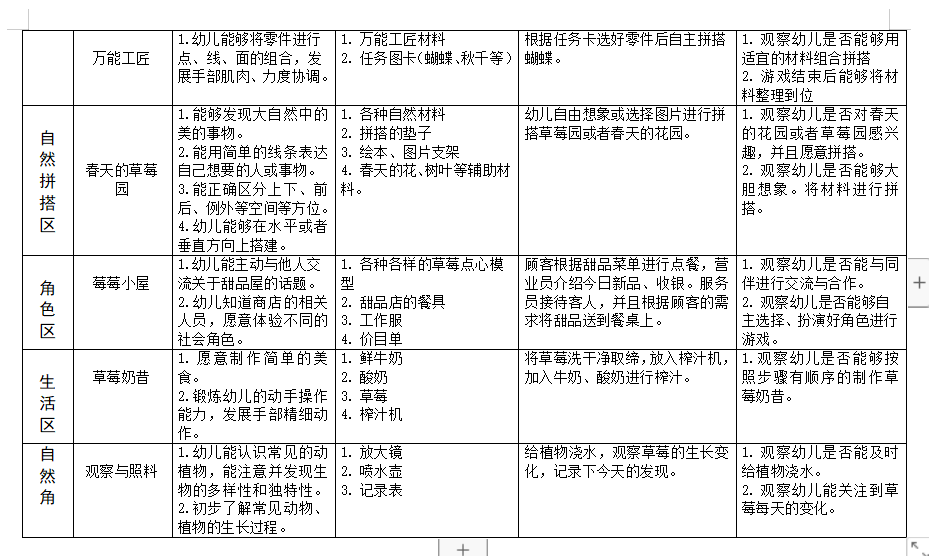 万能工匠
1.幼儿能够将零件进行
点、线、面的组合，发
展手部肌肉、力度协调。
1. 万能工匠材料
2. 任务图卡（蝴蝶、秋千等）
根据任务卡选好零件后自主拼搭
蝴蝶。
1. 观察幼儿是否能够用
适宜的材料组合拼搭
2. 游戏结束后能够将材
料整理到位
自
然
拼
搭
区
春天的草莓
园
1.能够发现大自然中的
美的事物。
2.能用简单的线条表达
自己想要的人或事物。
3.能正确区分上下、前
后、例外等空间等方位。
4.幼儿能够在水平或者
垂直方向上搭建。
1. 各种自然材料
2. 拼搭的垫子
3. 绘本、图片支架
4. 春天的花、树叶等辅助材
料。
幼儿自由想象或选择图片进行拼
搭草莓园或者春天的花园。
1. 观察幼儿是否对春天
的花园或者草莓园感兴
趣，并且愿意拼搭。
2. 观察幼儿是否能够大
胆想象。将材料进行拼
搭。
角
色
区
莓莓小屋
1.幼儿能主动与他人交
流关于甜品屋的话题。
2.幼儿知道商店的相关
人员，愿意体验不同的
社会角色。
1. 各种各样的草莓点心模
型
2. 甜品店的餐具
3. 工作服
4. 价目单
顾客根据甜品菜单进行点餐，营
业员介绍今日新品、收银。服务
员接待客人，并且根据顾客的需
求将甜品送到餐桌上。
1. 观察幼儿是否能与同
伴进行交流与合作。
2. 观察幼儿是否能够自
主选择、扮演好角色进行
游戏。
生
活
区
草莓奶昔
1. 愿意制作简单的美
食。
2.锻炼幼儿的动手操作
能力，发展手部精细动
作。
1. 鲜牛奶
2. 酸奶
3. 草莓
4. 榨汁机
将草莓洗干净取缔，放入榨汁机，
加入牛奶、酸奶进行榨汁。
1.观察幼儿是否能够按
照步骤有顺序的制作草
莓奶昔。
自
然
角
观察与照料
1.幼儿能认识常见的动
植物，能注意并发现生
物的多样性和独特性。
2.初步了解常见动物、
植物的生长过程。
1. 放大镜
2. 喷水壶
3. 记录表
给植物浇水，观察草莓的生长变
化，记录下今天的发现。
1. 观察幼儿是否能及时
给植物浇水。
2. 观察幼儿能关注到草
莓每天的变化。